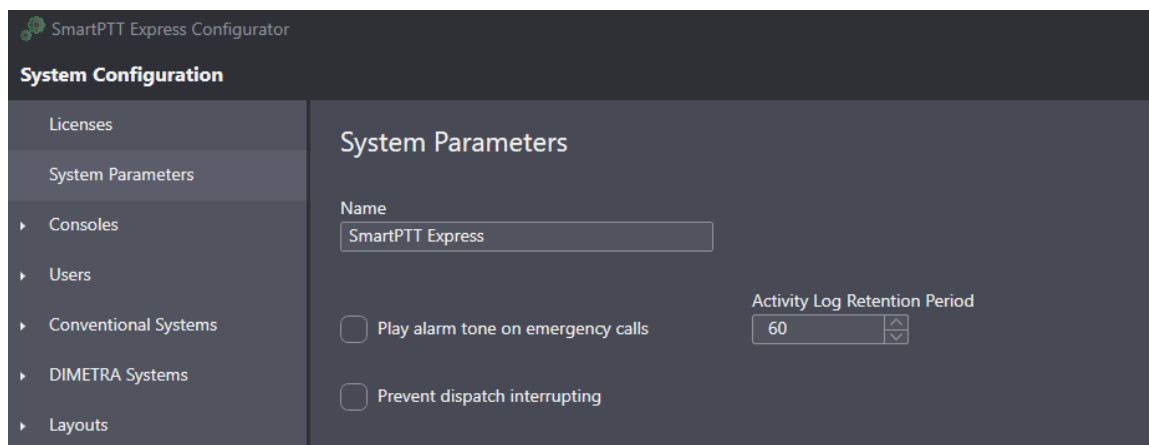 SmartPTT Express Configurator
System Configuration
Licenses
System Parameters
Consoles
Users
Conventional Systems
DIMETRA Systems
Layouts
System Parameters
Name
SmartPTT Express
Activity Log Retention Period
Play alarm tone on emergency calls
60
Prevent dispatch interrupting